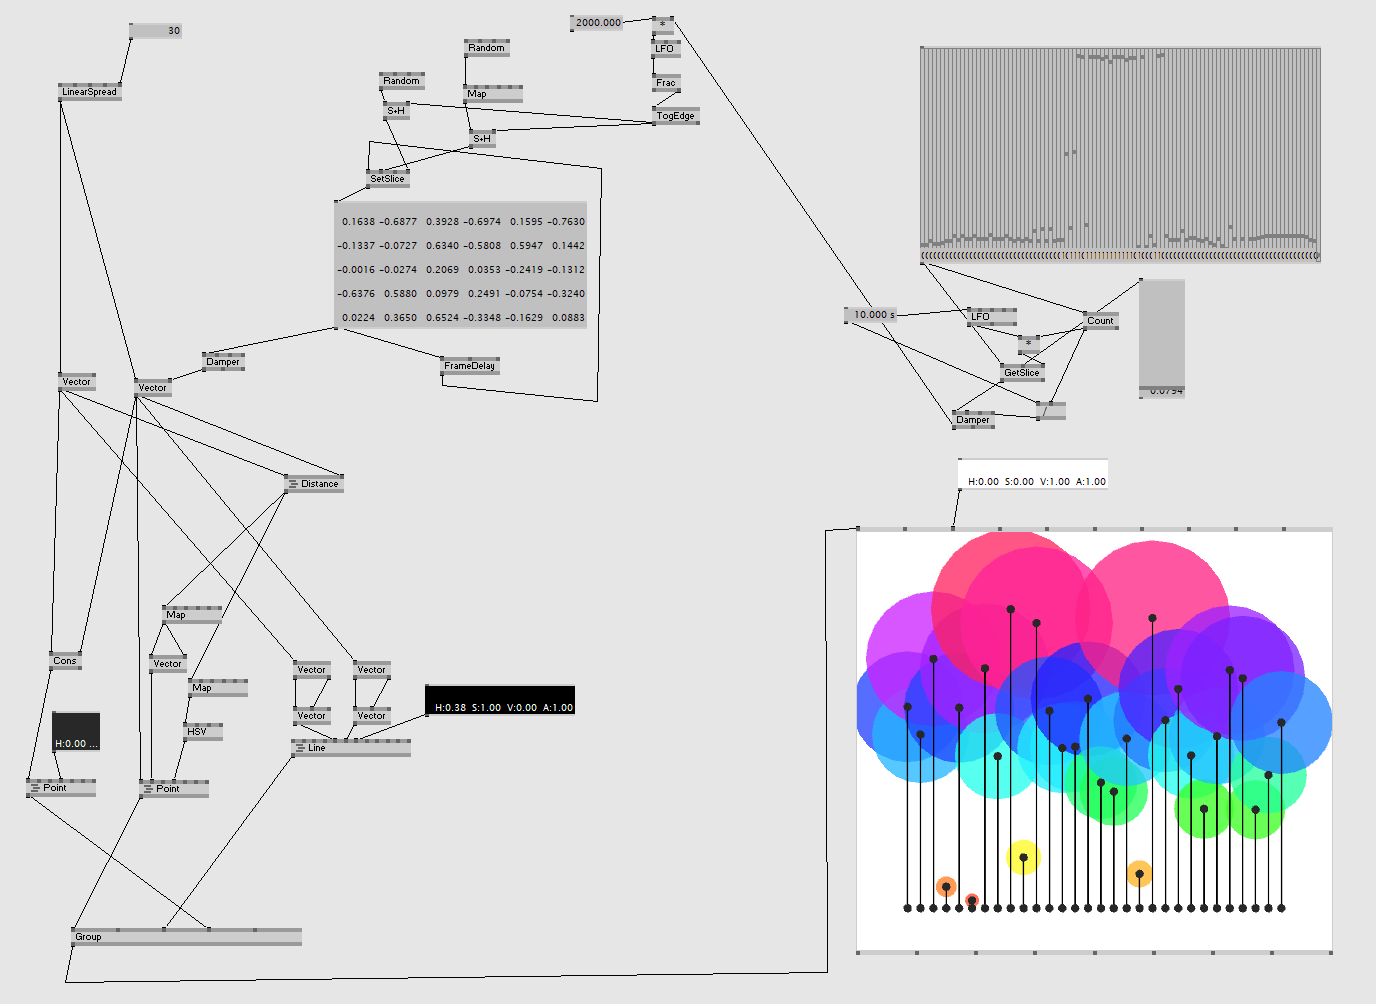 30
LinearSpread
Random
Random
Map
S+H
S+H
SetSlice
2000.000
*
LFO
Frac
TogEdge
0.1638 -0.6877 0.3928 -0.6974 0.1595 -0.7630
-0.1337 -0.0727 0.6340 -0.5808 0.5947 0.1442
-0.0016 -0.0274 0.2069 0.0353 -0.2419 -0.1312
-0.6376 0.5880 0.0979 0.2491 -0.0754 -0.3240
0.0224 0.3650 0.6524 -0.3348 -0.1629 0.0883
Damper
FrameDelay
Vector
Vector
Distance
10.000 s
LFO
Count
*
GetSlice
/
Damper
0.0794
H:0.00 S:0.00 V:1.00 A:1.00
Map
Cons
Vector
Map
HSV
H:0.00 ...
Point
Point
Vector
Vector
Vector
Vector
H:0.38 S:1.00 V:0.00 A:1.00
Line
Group